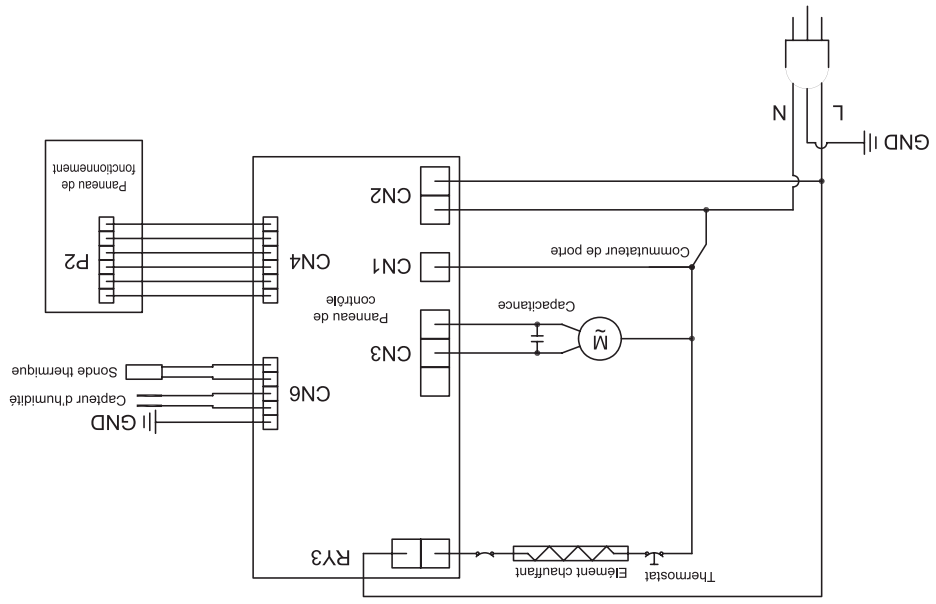 Thermostat
Elément chauffant
RY3
GND
Capteur d'humidité
CN6
Sonde thermique
M
~
CN3
Capacitance
Panneau de
contrôle
CN1
CN4
P2
Commutateur de porte
CN2
Panneau de
fonctionnement
GND
L
N